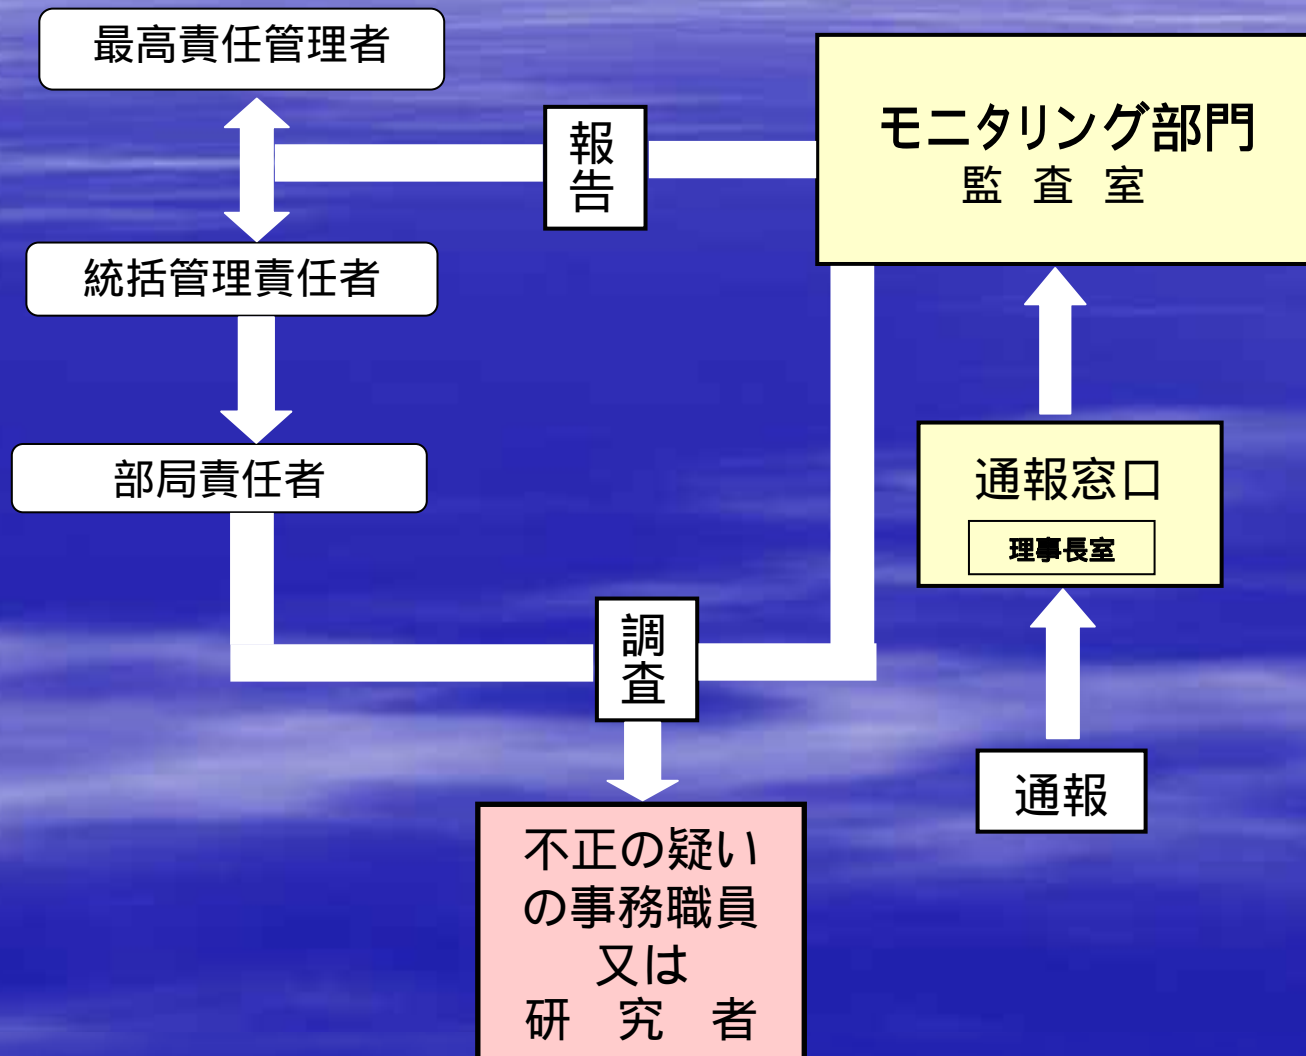 最高責任管理者
報
告
モニタリング部門
監 査 室
統括管理責任者
部局責任者
通報窓口
理事長室
調
査
通報
不正の疑い
の事務職員
又は
研 究 者